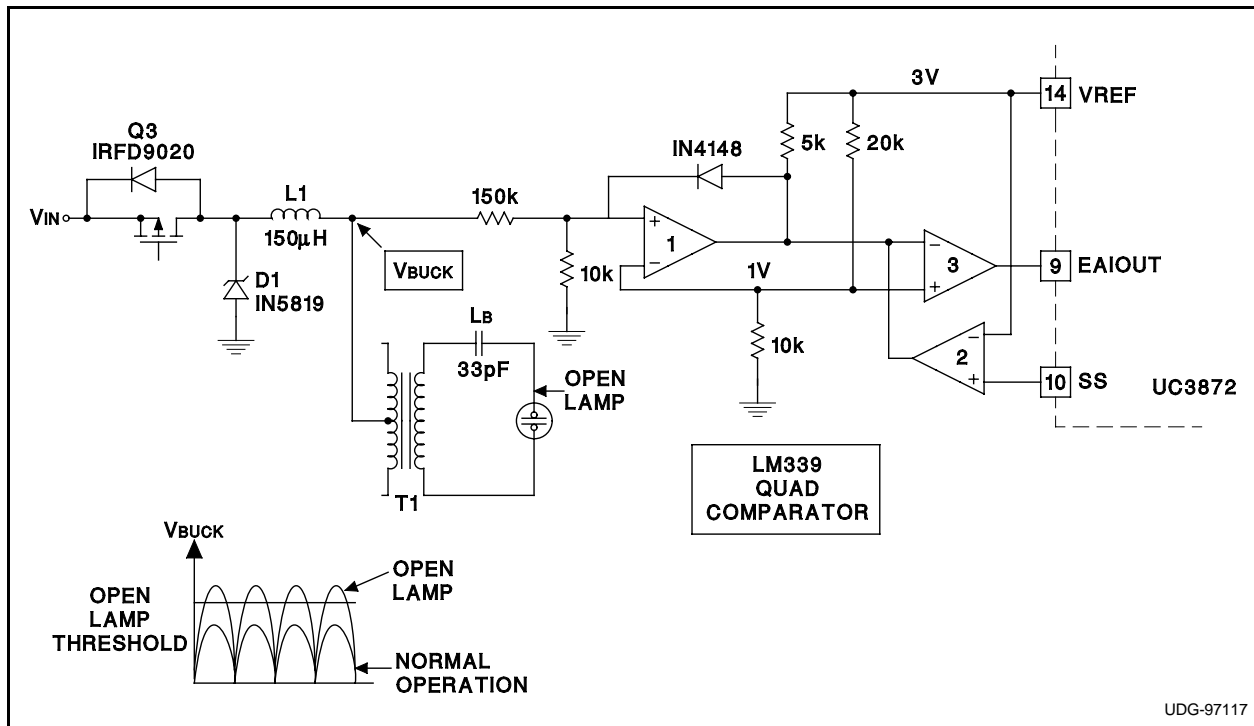 3V
14 VREF
Q3
IRFD9020
IN4148
5k
20k
VIN
L1
150µH
150k
+
1
−
VBUCK
10k
1V
−
3
+
9 EAIOUT
D1
IN5819
LB
33pF
OPEN
LAMP
10k
−
2
+
10 SS
UC3872
T1
LM339
QUAD
COMPARATOR
VBUCK
OPEN
LAMP
THRESHOLD
OPEN
LAMP
NORMAL
OPERATION
UDG-97117